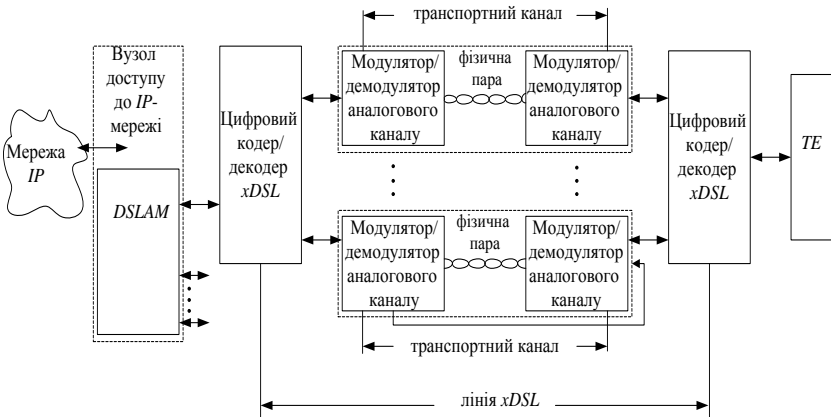 транспортний канал
Вузол
доступу
до IP-
мережі
Мережа
IP
DSLAM
Цифровий
кодер/
декодер
xDSL
Модулятор/
демодулятор
аналогового
каналу
фізична
пара
Модулятор/
демодулятор
аналогового
каналу
Цифровий
кодер/
декодер
xDSL
TE
Модулятор/
демодулятор
аналогового
каналу
фізична
пара
Модулятор/
демодулятор
аналогового
каналу
транспортний канал
лінія xDSL